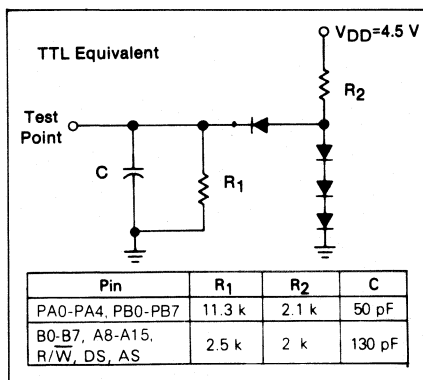 TTL Equivalent
VDD=4.5 V
R2
Test
Point
C
R1
Pin R1 R2 C
PA0-PA4, PB0-PB7 11.3 k 2.1 k 50 pF
B0-B7, A8-A15,
R/W̅, DS, AS 2.5 k 2 k 130 pF